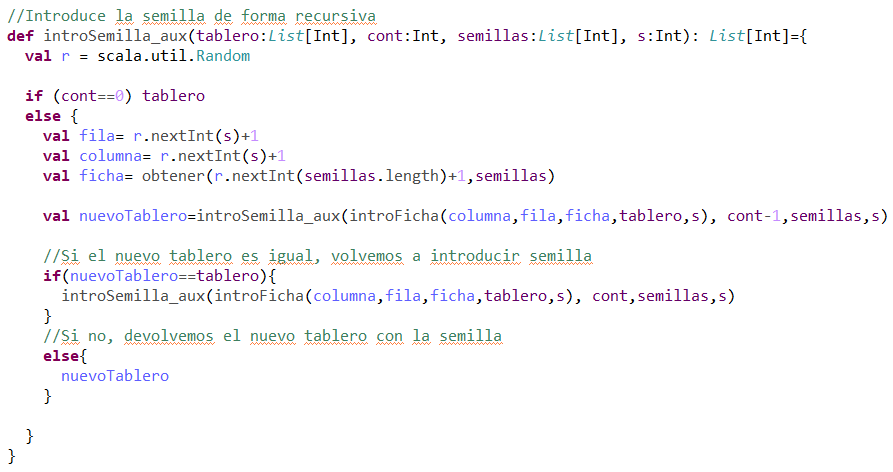 //Introduce la semilla de forma recursiva
def introSemilla_aux(tablero:List[Int], cont:Int, semillas:List[Int], s:Int): List[Int]={
  val r = scala.util.Random

  if (cont==0) tablero
  else {
    val fila= r.nextInt(s)+1
    val columna= r.nextInt(s)+1
    val ficha= obtener(r.nextInt(semillas.length)+1,semillas)

    val nuevoTablero=introSemilla_aux(introFicha(columna,fila,ficha,tablero,s), cont-1,semillas,s)

    //Si el nuevo tablero es igual, volvemos a introducir semilla
    if(nuevoTablero==tablero){
      introSemilla_aux(introFicha(columna,fila,ficha,tablero,s), cont,semillas,s)
    }
    //Si no, devolvemos el nuevo tablero con la semilla
    else{
      nuevoTablero
    }

  }
}